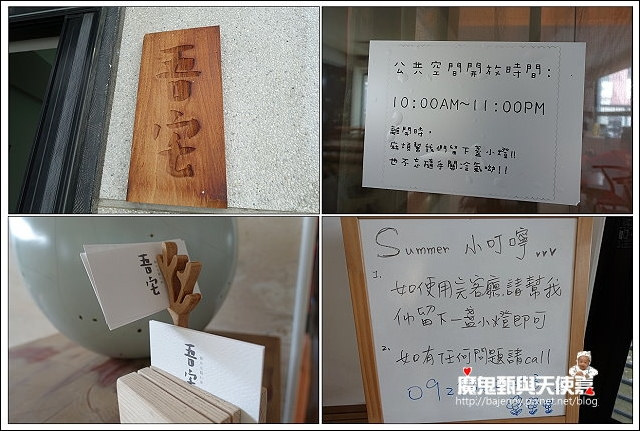 吾宅
公共空間開放時間:
10:00AM~11:00PM
離開時,
麻煩幫我們留下盞小燈!!
也不忘隨手關冷氣喲!!
吾宅
吾宅
Summer 小叮嚀...♥♥
1. 如使用完客廳,請幫我
們留下一盞小燈即可
2. 如有任何問題請call
09
魔鬼甄與天使嘉
http://bajenny.pixnet.net/blog